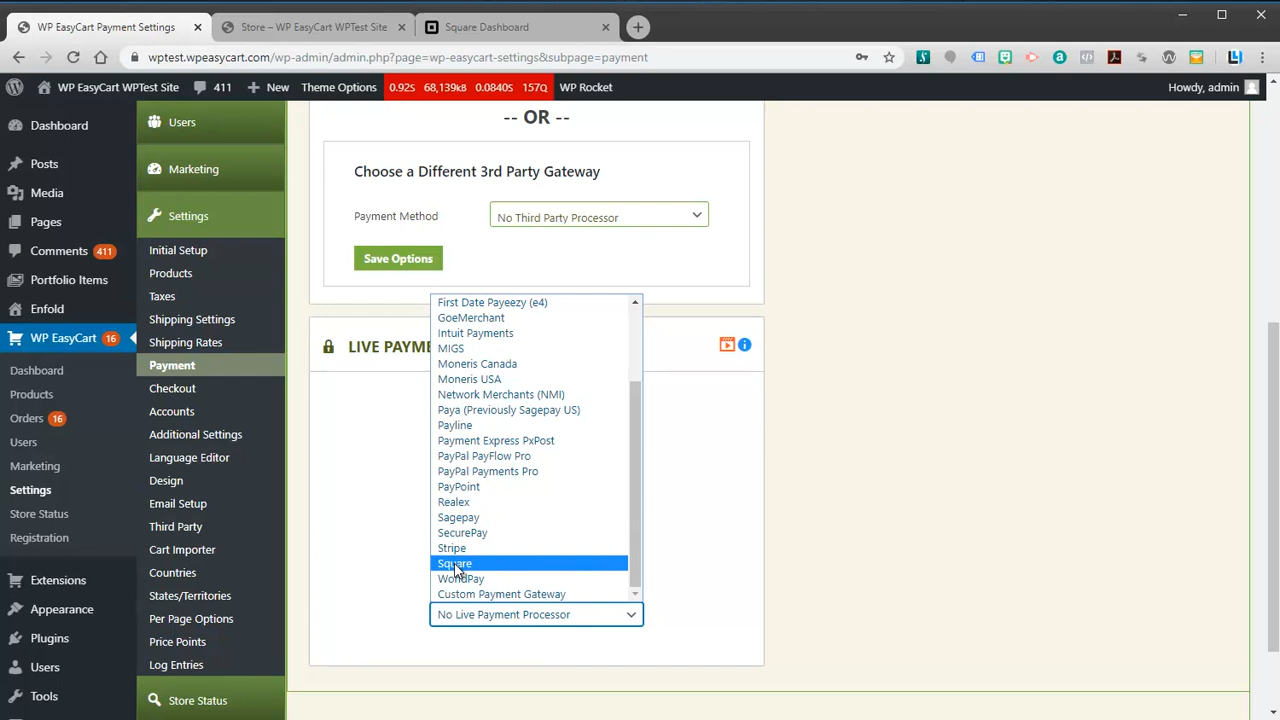 WP EasyCart Payment Settings
Store – WP EasyCart WPTest Site
Square Dashboard
wptest.wpeasycart.com/wp-admin/admin.php?page=wp-easycart-settings&subpage=payment
WP EasyCart WPTest Site
411
New
Theme Options
0.92S 68,139kB 0.0840S 157Q
WP Rocket
Howdy, admin
Dashboard
Posts
Media
Pages
Comments 411
Portfolio Items
Enfold
WP EasyCart 16
Dashboard
Products
Orders 16
Users
Marketing
Settings
Store Status
Registration
Extensions
Appearance
Plugins
Users
Tools
Users
Marketing
Settings
Initial Setup
Products
Taxes
Shipping Settings
Shipping Rates
Payment
Checkout
Accounts
Additional Settings
Language Editor
Design
Email Setup
Third Party
Cart Importer
Countries
States/Territories
Per Page Options
Price Points
Log Entries
Store Status
-- OR --
Choose a Different 3rd Party Gateway
Payment Method
No Third Party Processor
Save Options
LIVE PAYM
First Date Payeezy (e4)
GoeMerchant
Intuit Payments
MIGS
Moneris Canada
Moneris USA
Network Merchants (NMI)
Paya (Previously Sagepay US)
Payline
Payment Express PxPost
PayPal PayFlow Pro
PayPal Payments Pro
PayPoint
Realex
Sagepay
SecurePay
Stripe
Square
WorldPay
Custom Payment Gateway
No Live Payment Processor